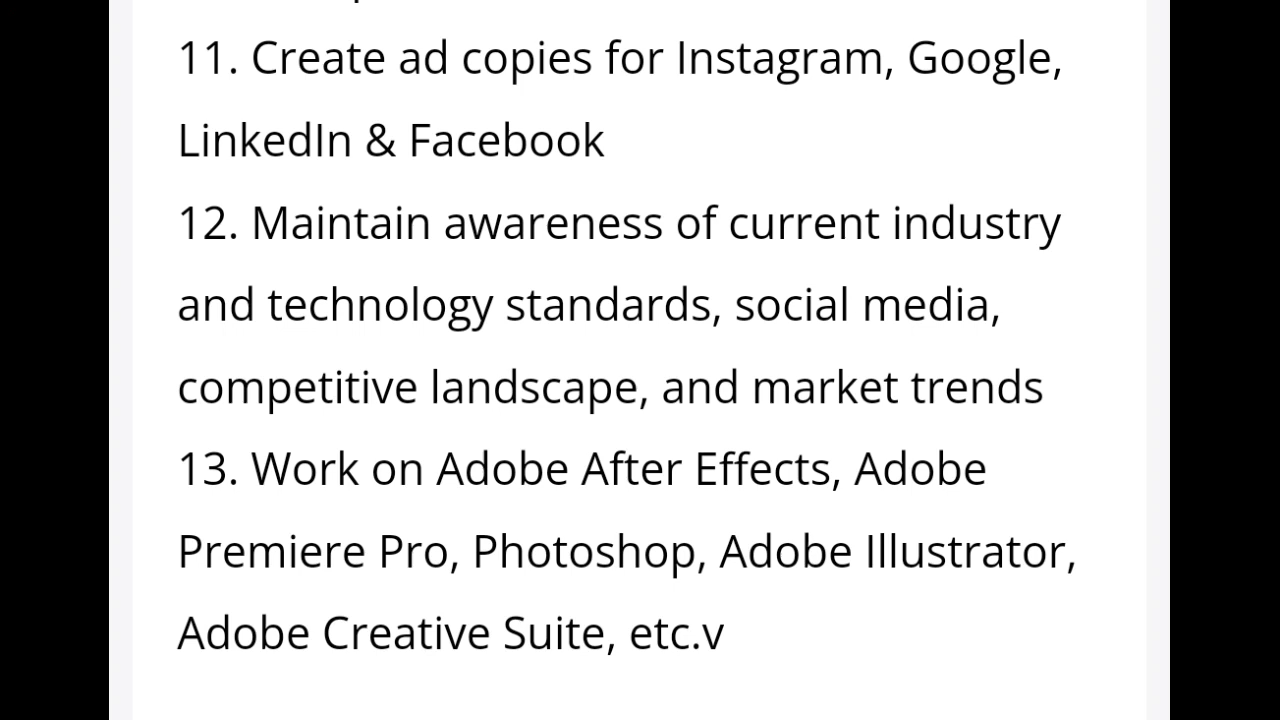 11. Create ad copies for Instagram, Google,
LinkedIn & Facebook
12. Maintain awareness of current industry
and technology standards, social media,
competitive landscape, and market trends
13. Work on Adobe After Effects, Adobe
Premiere Pro, Photoshop, Adobe Illustrator,
Adobe Creative Suite, etc.v